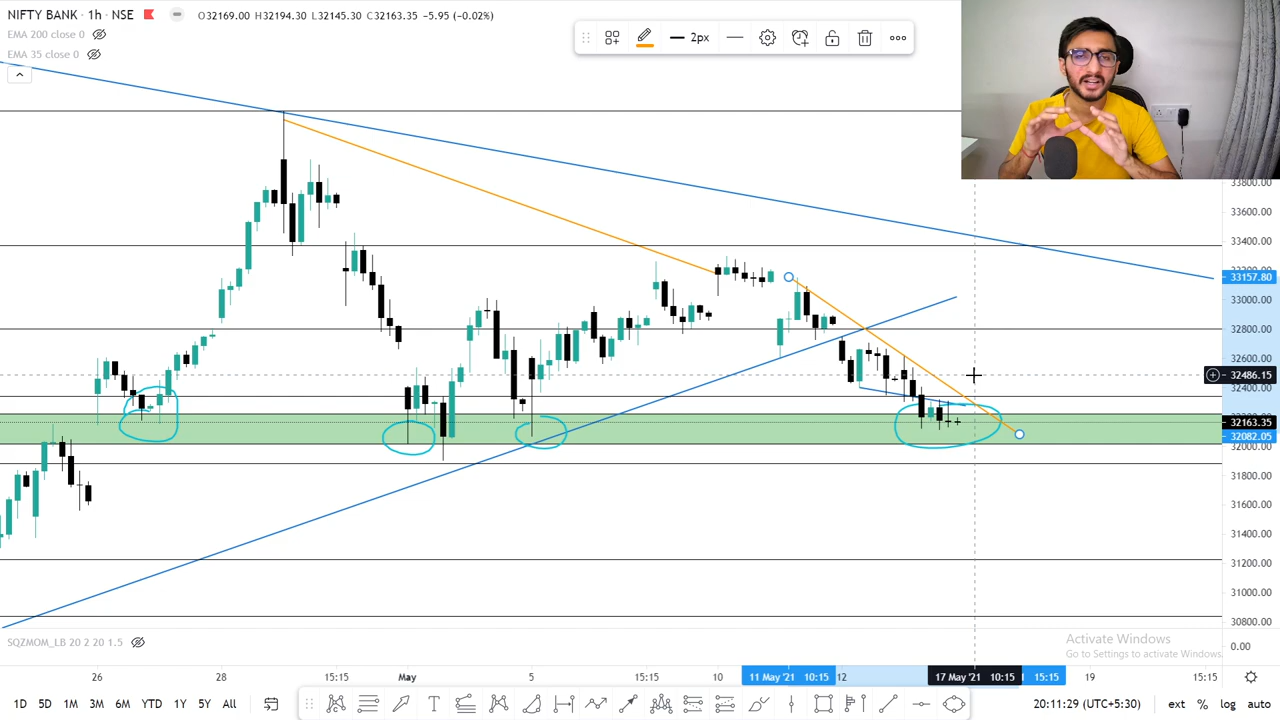 NIFTY BANK · 1h · NSE O32169.00 H32194.30 L32145.30 C32163.35 -5.95 (-0.02%)
EMA 200 close 0
EMA 35 close 0
2px
33800.00
33600.00
33400.00
33157.80
33000.00
32800.00
32600.00
32486.15
32400.00
32163.35
32082.05
32000.00
31800.00
31600.00
31400.00
31200.00
31000.00
30800.00
SQZMOM_LB 20 2 20 1.5
0.00
Activate Windows
Go to Settings to activate Windows.
26 28 15:15 May 5 15:15 10 11 May '21 10:15 12 17 May '21 10:15 15:15 19 15:15
1D 5D 1M 3M 6M YTD 1Y 5Y All
T
20:11:29 (UTC+5:30) ext % log auto